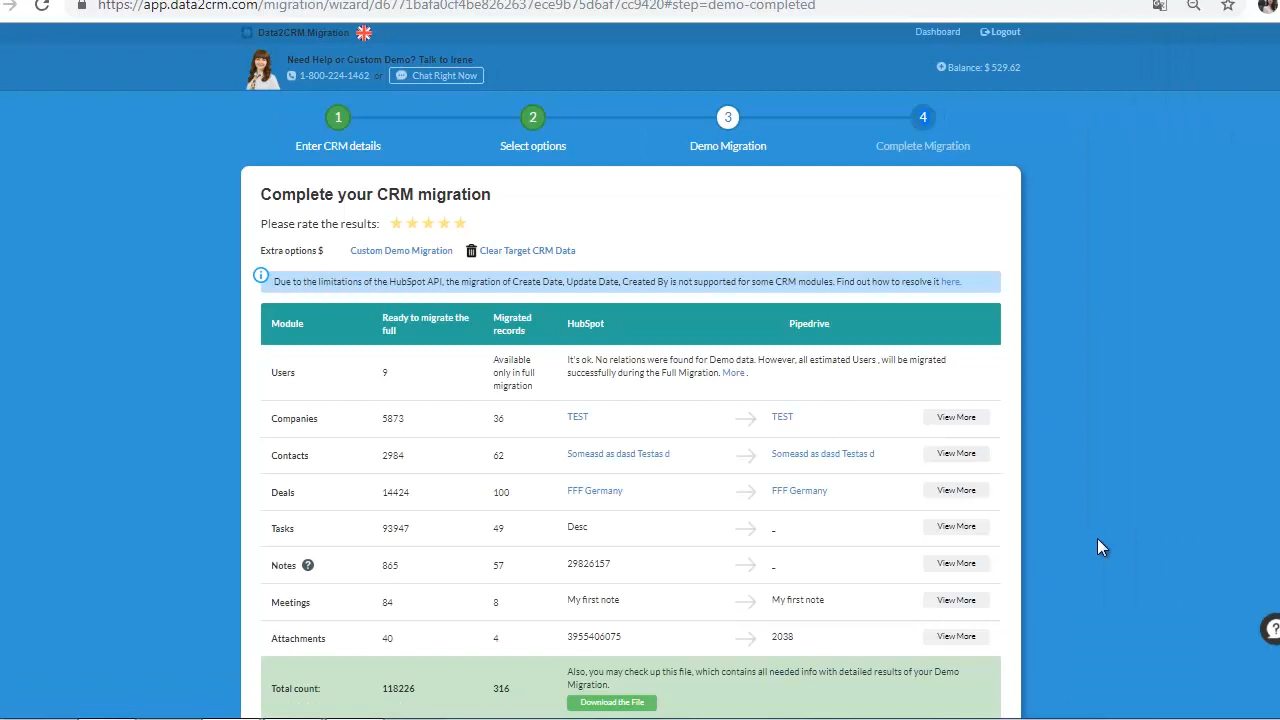 https://app.data2crm.com/migration/wizard/d6771bafa0cf4be8262637ece9b75d6af7cc9420#step=demo-completed
Data2CRM.Migration
Dashboard
Logout
Need Help or Custom Demo? Talk to Irene
1-800-224-1462 or Chat Right Now
Balance: $ 529.62
1 2 3 4
Enter CRM details Select options Demo Migration Complete Migration
Complete your CRM migration
Please rate the results:
Extra options $ Custom Demo Migration Clear Target CRM Data
Due to the limitations of the HubSpot API, the migration of Create Date, Update Date, Created By is not supported for some CRM modules. Find out how to resolve it here.
Module Ready to migrate the full Migrated records HubSpot Pipedrive
Users 9 Available only in full migration It's ok. No relations were found for Demo data. However, all estimated Users , will be migrated successfully during the Full Migration. More .
Companies 5873 36 TEST TEST View More
Contacts 2984 62 Someasd as dasd Testas d Someasd as dasd Testas d View More
Deals 14424 100 FFF Germany FFF Germany View More
Tasks 93947 49 Desc _ View More
Notes ? 865 57 29826157 _ View More
Meetings 84 8 My first note My first note View More
Attachments 40 4 3955406075 2038 View More
Total count: 118226 316 Also, you may check up this file, which contains all needed info with detailed results of your Demo Migration.
Download the File
?